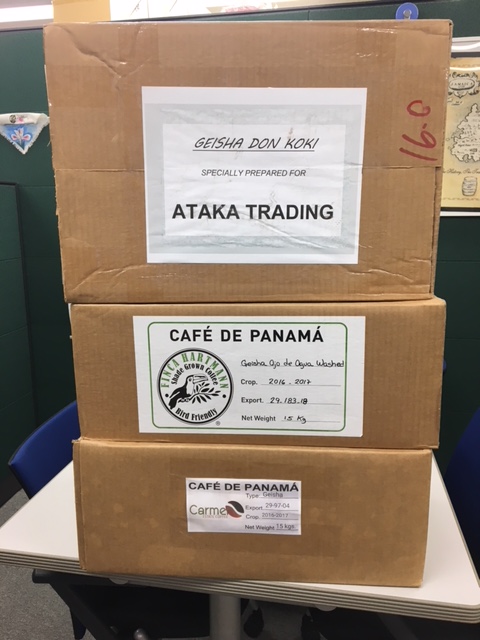 16.0
GEISHA DON KOKI
SPECIALLY PREPARED FOR
ATAKA TRADING
CAFÉ DE PANAMÁ
FINCA HARTMANN
Shade Grown Coffee
Bird Friendly
®
Geisha Ojo de Agua Washed
Crop. 2016-2017
Export. 29.183.18
Net Weight 15 Kg
CAFÉ DE PANAMÁ
Type: Geisha
Carmen
Export. 29-97-04
Crop. 2016-2017
Net Weight 15 kgs.